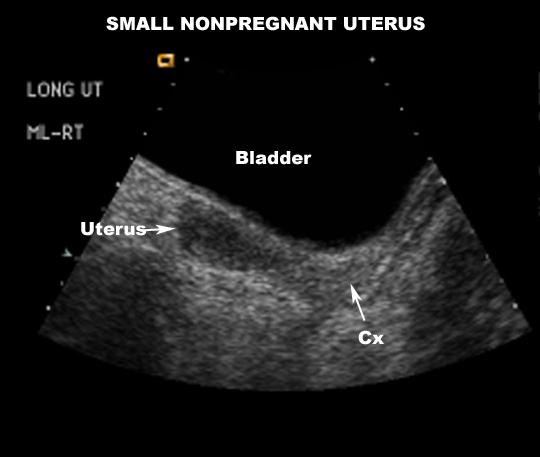 SMALL NONPREGNANT UTERUS
LONG UT
ML-RT
Bladder
Uterus
Cx